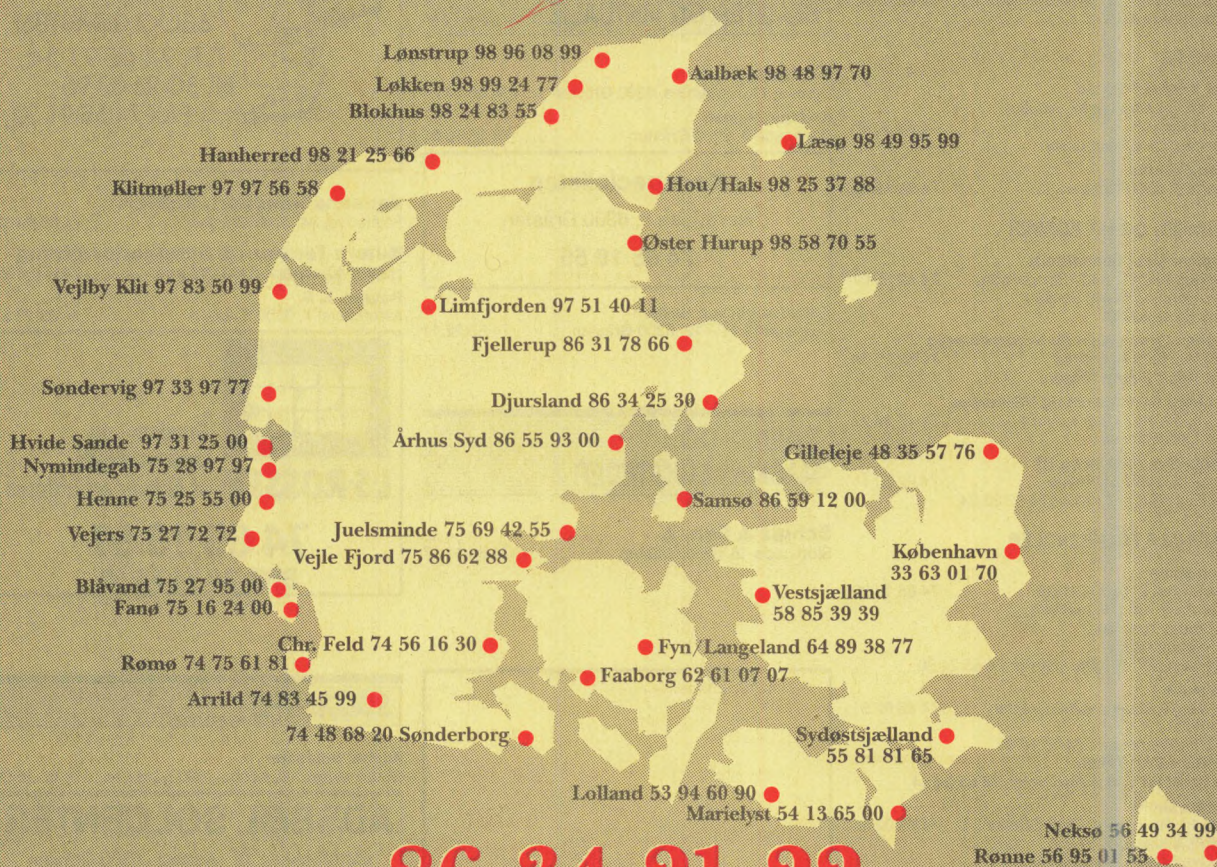 Lønstrup 98 96 08 99
Løkken 98 99 24 77
Aalbæk 98 48 97 70
Blokhus 98 24 83 55
Læsø 98 49 95 99
Hanherred 98 21 25 66
Klitmøller 97 97 56 58
Hou/Hals 98 25 37 88
Øster Hurup 98 58 70 55
Vejlby Klit 97 83 50 99
Limfjorden 97 51 40 11
Fjellerup 86 31 78 66
Søndervig 97 33 97 77
Djursland 86 34 25 30
Hvide Sande 97 31 25 00
Århus Syd 86 55 93 00
Gilleleje 48 35 57 76
Nymindegab 75 28 97 97
Henne 75 25 55 00
Samsø 86 59 12 00
Vejers 75 27 72 72
Juelsminde 75 69 42 55
Vejle Fjord 75 86 62 88
København
33 63 01 70
Blåvand 75 27 95 00
Vestsjælland
58 85 39 39
Fanø 75 16 24 00
Chr. Feld 74 56 16 30
Fyn/Langeland 64 89 38 77
Rømø 74 75 61 81
Faaborg 62 61 07 07
Arrild 74 83 45 99
74 48 68 20 Sønderborg
Sydøstsjælland
55 81 81 65
Lolland 53 94 60 90
Marielyst 54 13 65 00
Neksø 56 49 34 99
Rønne 56 95 01 55